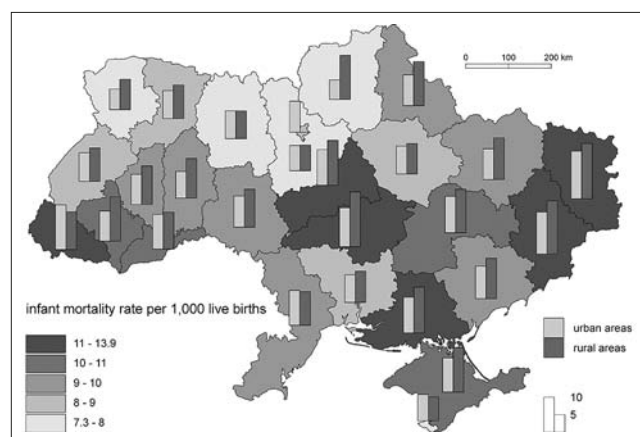 0 100 200 km
infant mortality rate per 1,000 live births
11 - 13.9
10 - 11
9 - 10
8 - 9
7.3 - 8
urban areas
rural areas
10
5